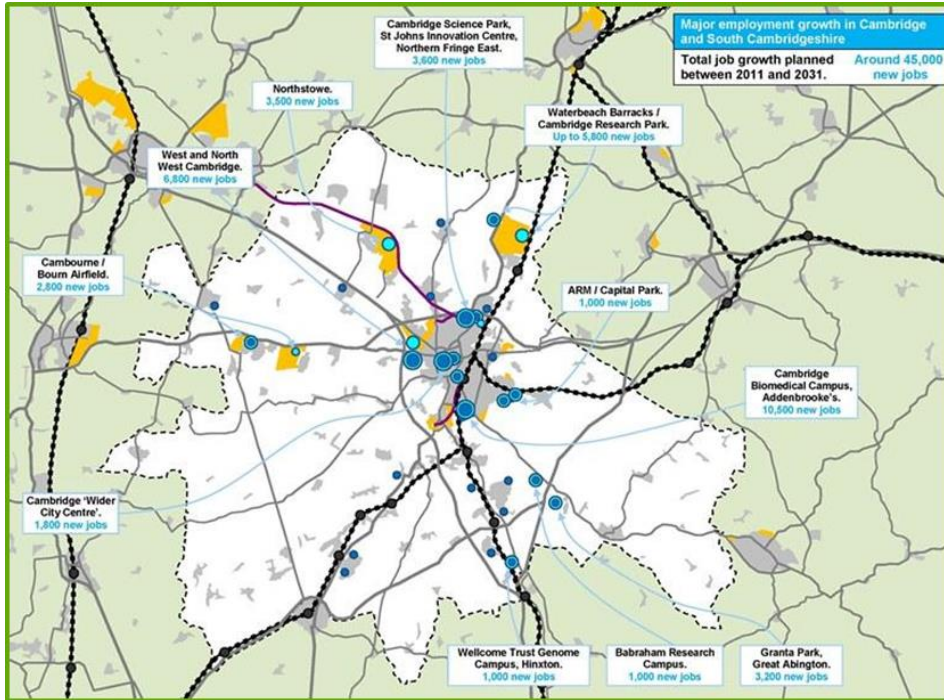 Major employment growth in Cambridge
and South Cambridgeshire
Total job growth planned
between 2011 and 2031.
Around 45,000
new jobs
Cambridge Science Park,
St Johns Innovation Centre,
Northern Fringe East.
3,600 new jobs
Northstowe.
3,500 new jobs
Waterbeach Barracks /
Cambridge Research Park.
Up to 5,800 new jobs
West and North
West Cambridge.
6,800 new jobs
Cambourne /
Bourn Airfield.
2,800 new jobs
ARM / Capital Park.
1,000 new jobs
Cambridge
Biomedical Campus,
Addenbrooke's.
10,500 new jobs
Cambridge 'Wider
City Centre'.
1,800 new jobs
Wellcome Trust Genome
Campus, Hinxton.
1,000 new jobs
Babraham Research
Campus.
1,000 new jobs
Granta Park,
Great Abington.
3,200 new jobs